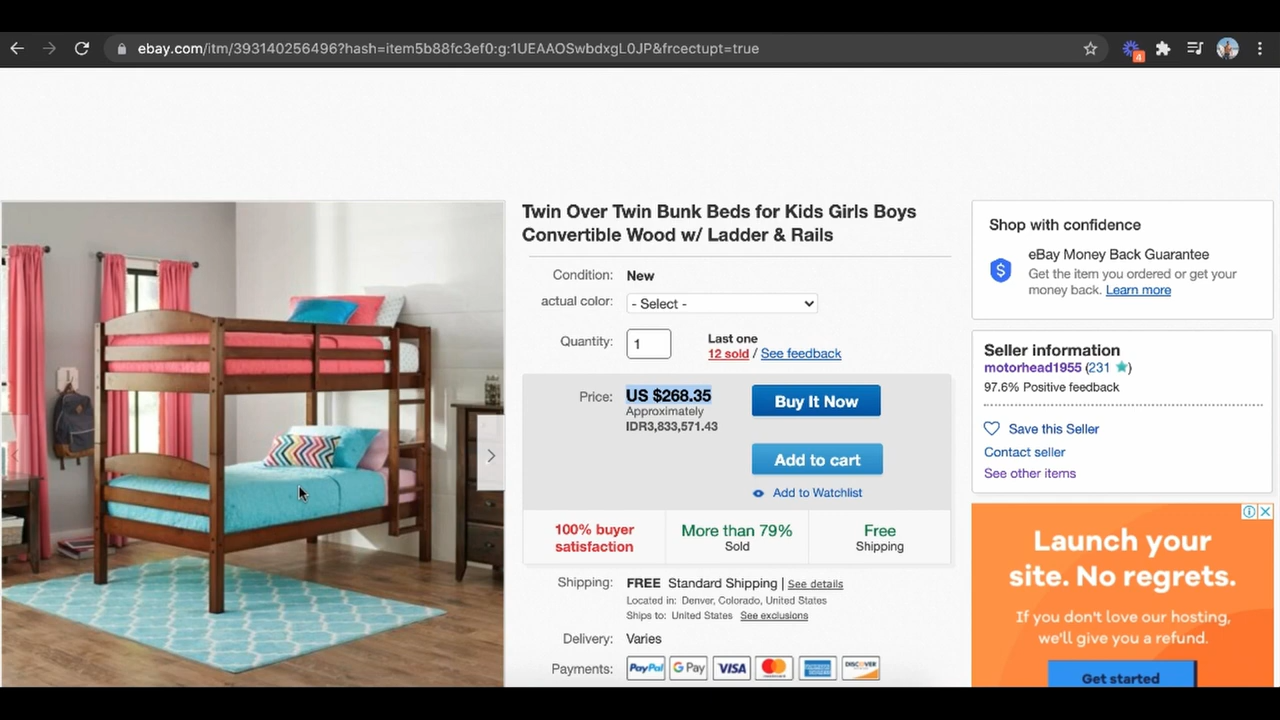 ebay.com/itm/393140256496?hash=item5b88fc3ef0:g:1UEAAOSwbdxgL0JP&frcectupt=true
4
Twin Over Twin Bunk Beds for Kids Girls Boys
Convertible Wood w/ Ladder & Rails
Condition: New
actual color: - Select -
Quantity: 1
Last one
12 sold / See feedback
Price: US $268.35
Approximately
IDR3,833,571.43
Buy It Now
Add to cart
Add to Watchlist
100% buyer
satisfaction
More than 79%
Sold
Free
Shipping
Shipping: FREE Standard Shipping | See details
Located in: Denver, Colorado, United States
Ships to: United States See exclusions
Delivery: Varies
Payments: PayPal G Pay VISA DISCOVER
Shop with confidence
$
eBay Money Back Guarantee
Get the item you ordered or get your
money back. Learn more
Seller information
motorhead1955 (231 ★)
97.6% Positive feedback
Save this Seller
Contact seller
See other items
Launch your
site. No regrets.
If you don't love our hosting,
we'll give you a refund.
Get started